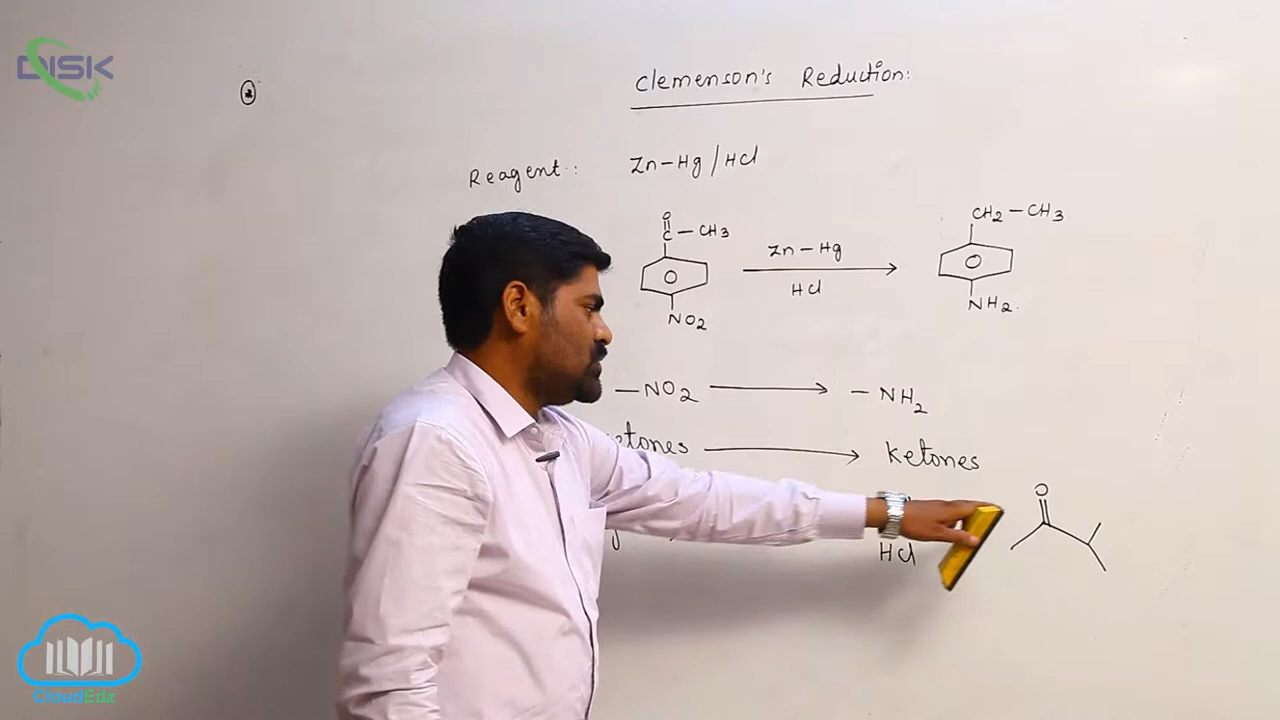 DISK
Clemenson's Reduction:
Reagent: Zn-Hg/HCl
O
C-CH3
NO2
Zn-Hg
HCl
CH2-CH3
NH2.
-NO2 → -NH2
etones → ketones
O
HCl
CloudEdz